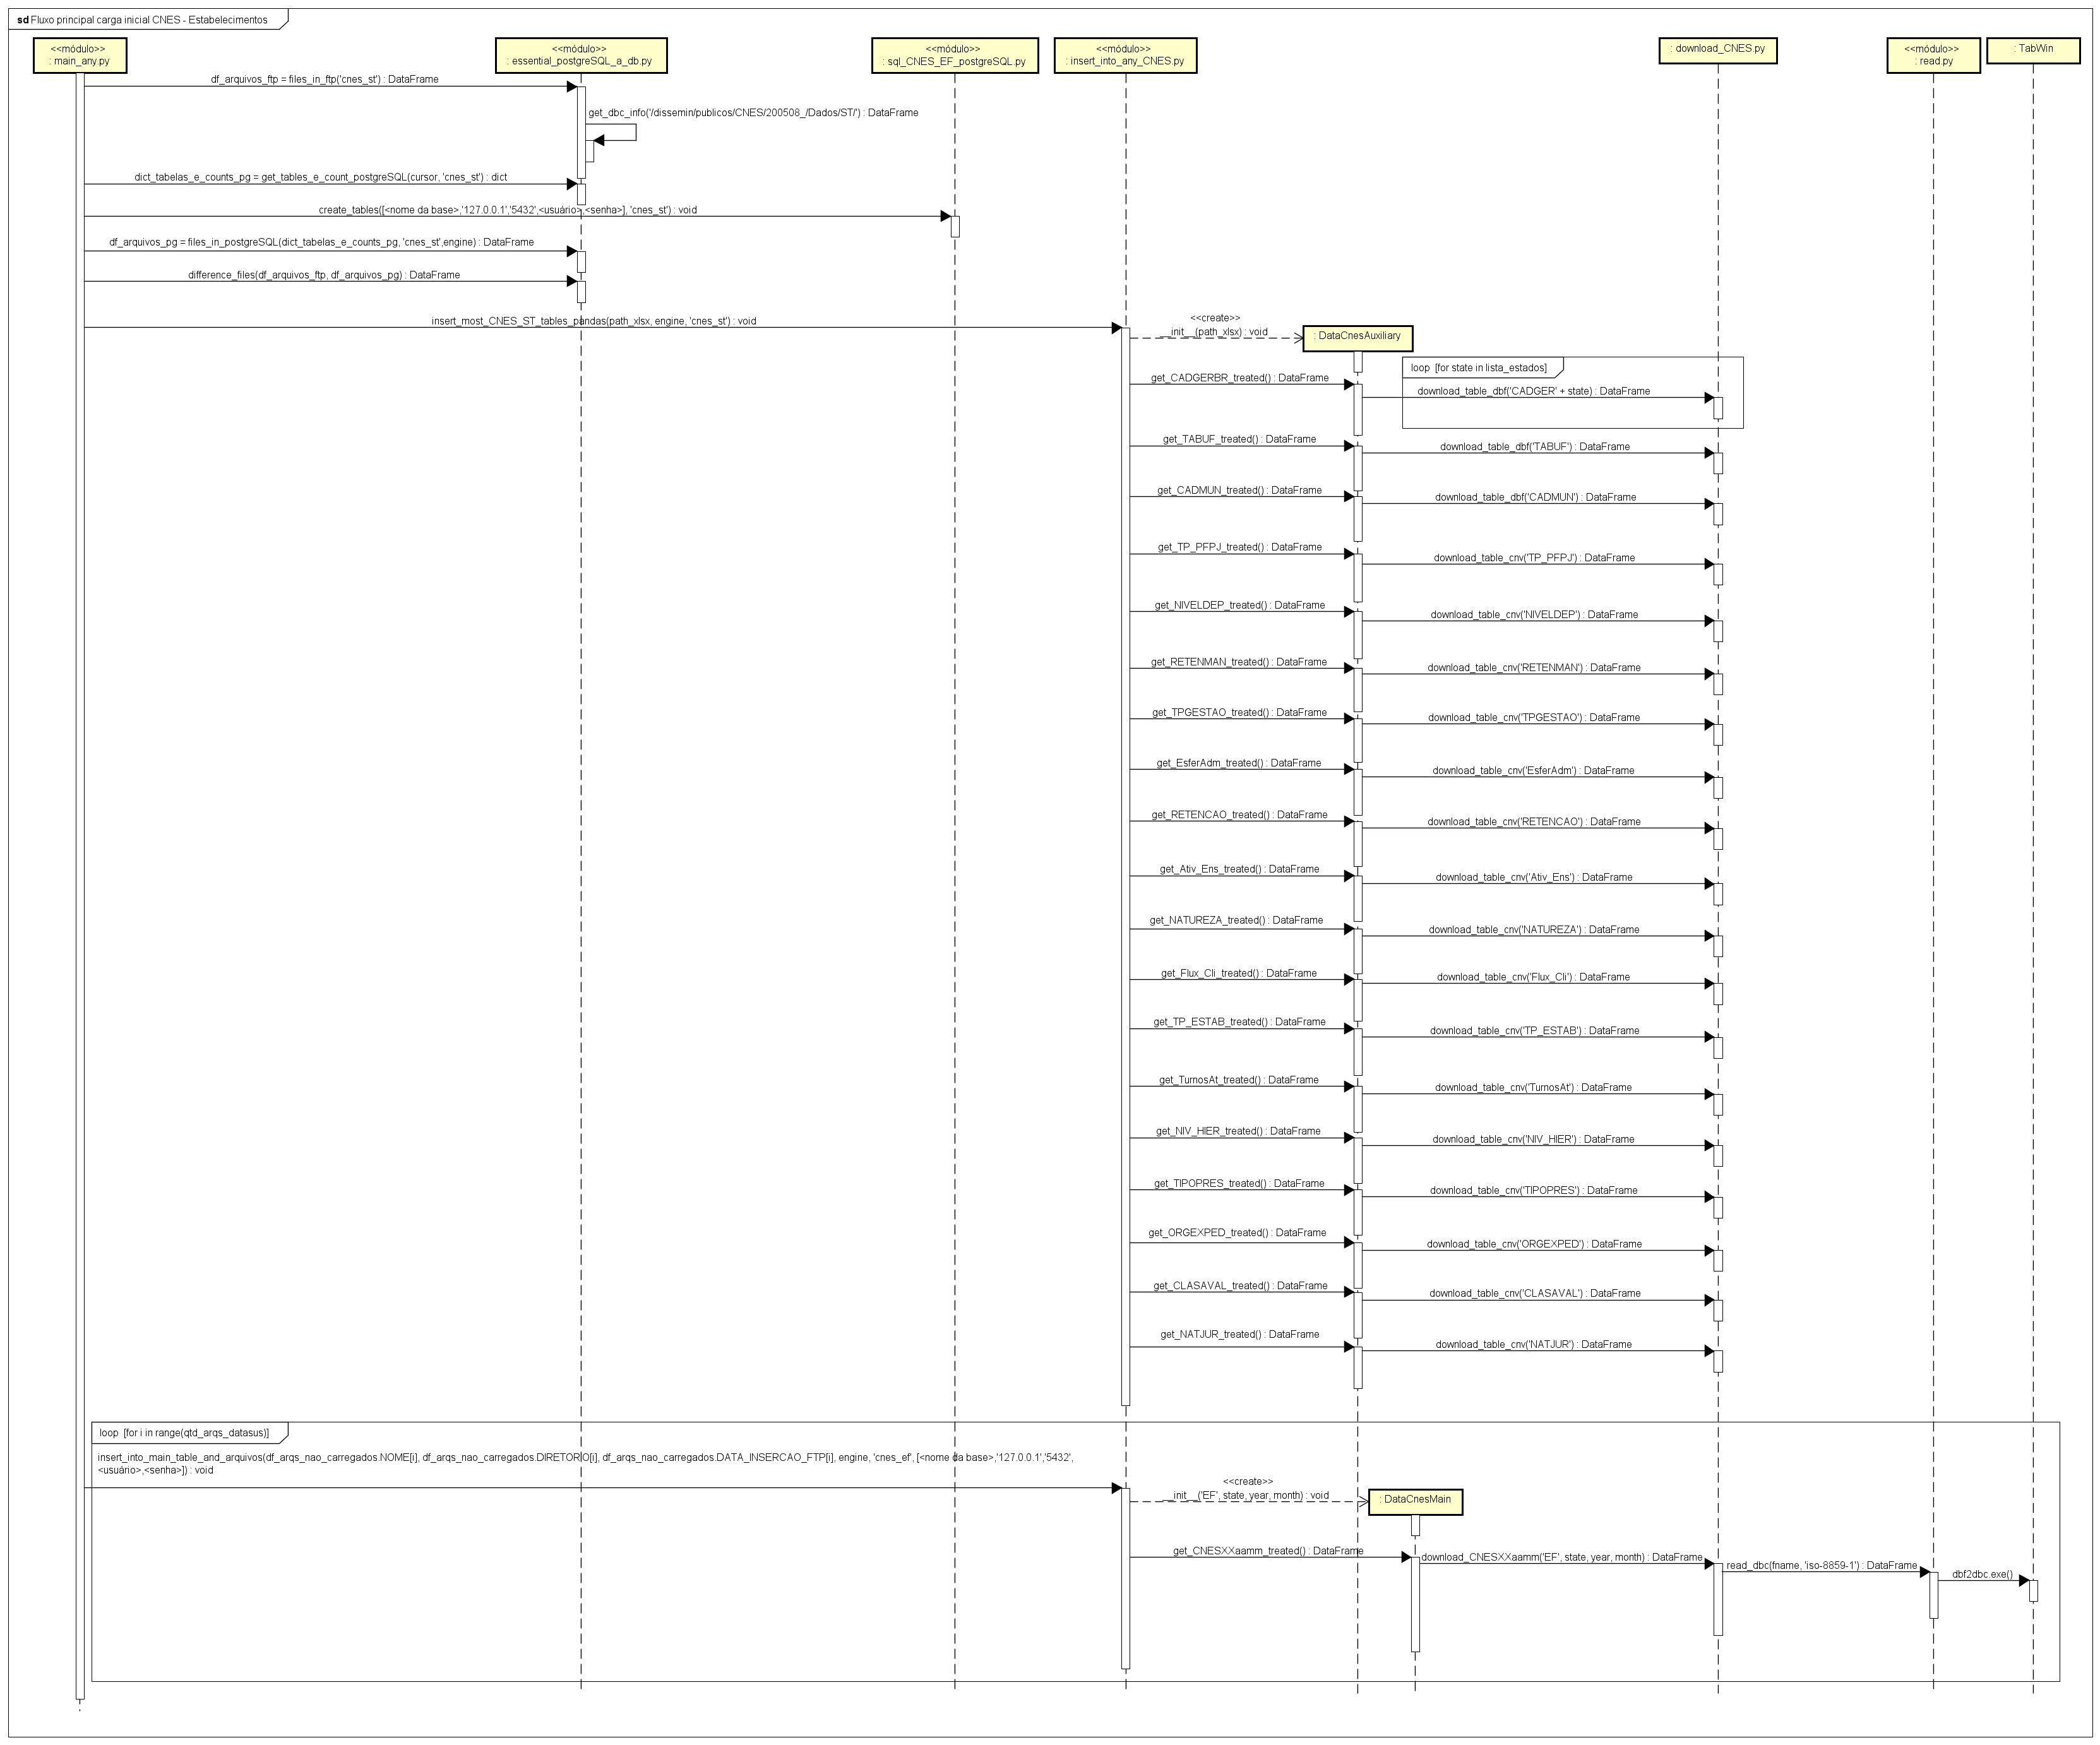 sd Fluxo principal carga inicial CNES - Estabelecimentos
<<módulo>>
: main_any.py
<<módulo>>
: essential_postgreSQL_a_db.py
<<módulo>>
: sql_CNES_EF_postgreSQL.py
<<módulo>>
: insert_into_any_CNES.py
: download_CNES.py
<<módulo>>
: read.py
: TabWin
df_arquivos_ftp = files_in_ftp('cnes_st') : DataFrame
get_dbc_info('/dissemin/publicos/CNES/200508_/Dados/ST/') : DataFrame
dict_tabelas_e_counts_pg = get_tables_e_count_postgreSQL(cursor, 'cnes_st') : dict
create_tables([<nome da base>,'127.0.0.1','5432',<usuário>,<senha>], 'cnes_st') : void
df_arquivos_pg = files_in_postgreSQL(dict_tabelas_e_counts_pg, 'cnes_st',engine) : DataFrame
difference_files(df_arquivos_ftp, df_arquivos_pg) : DataFrame
insert_most_CNES_ST_tables_pandas(path_xlsx, engine, 'cnes_st') : void
<<create>>
__init__(path_xlsx) : void
: DataCnesAuxiliary
loop [for state in lista_estados]
get_CADGERBR_treated() : DataFrame
download_table_dbf('CADGER' + state) : DataFrame
get_TABUF_treated() : DataFrame
download_table_dbf('TABUF') : DataFrame
get_CADMUN_treated() : DataFrame
download_table_dbf('CADMUN') : DataFrame
get_TP_PFPJ_treated() : DataFrame
download_table_cnv('TP_PFPJ') : DataFrame
get_NIVELDEP_treated() : DataFrame
download_table_cnv('NIVELDEP') : DataFrame
get_RETENMAN_treated() : DataFrame
download_table_cnv('RETENMAN') : DataFrame
get_TPGESTAO_treated() : DataFrame
download_table_cnv('TPGESTAO') : DataFrame
get_EsferAdm_treated() : DataFrame
download_table_cnv('EsferAdm') : DataFrame
get_RETENCAO_treated() : DataFrame
download_table_cnv('RETENCAO') : DataFrame
get_Ativ_Ens_treated() : DataFrame
download_table_cnv('Ativ_Ens') : DataFrame
get_NATUREZA_treated() : DataFrame
download_table_cnv('NATUREZA') : DataFrame
get_Flux_Cli_treated() : DataFrame
download_table_cnv('Flux_Cli') : DataFrame
get_TP_ESTAB_treated() : DataFrame
download_table_cnv('TP_ESTAB') : DataFrame
get_TurnosAt_treated() : DataFrame
download_table_cnv('TurnosAt') : DataFrame
get_NIV_HIER_treated() : DataFrame
download_table_cnv('NIV_HIER') : DataFrame
get_TIPOPRES_treated() : DataFrame
download_table_cnv('TIPOPRES') : DataFrame
get_ORGEXPED_treated() : DataFrame
download_table_cnv('ORGEXPED') : DataFrame
get_CLASAVAL_treated() : DataFrame
download_table_cnv('CLASAVAL') : DataFrame
get_NATJUR_treated() : DataFrame
download_table_cnv('NATJUR') : DataFrame
loop [for i in range(qtd_arqs_datasus)]
insert_into_main_table_and_arquivos(df_arqs_nao_carregados.NOME[i], df_arqs_nao_carregados.DIRETORIO[i], df_arqs_nao_carregados.DATA_INSERCAO_FTP[i], engine, 'cnes_ef', [<nome da base>,'127.0.0.1','5432',
<usuário>,<senha>]) : void
<<create>>
__init__('EF', state, year, month) : void
: DataCnesMain
get_CNESXXaamm_treated() : DataFrame
download_CNESXXaamm('EF', state, year, month) : DataFrame
read_dbc(fname, 'iso-8859-1') : DataFrame
dbf2dbc.exe()